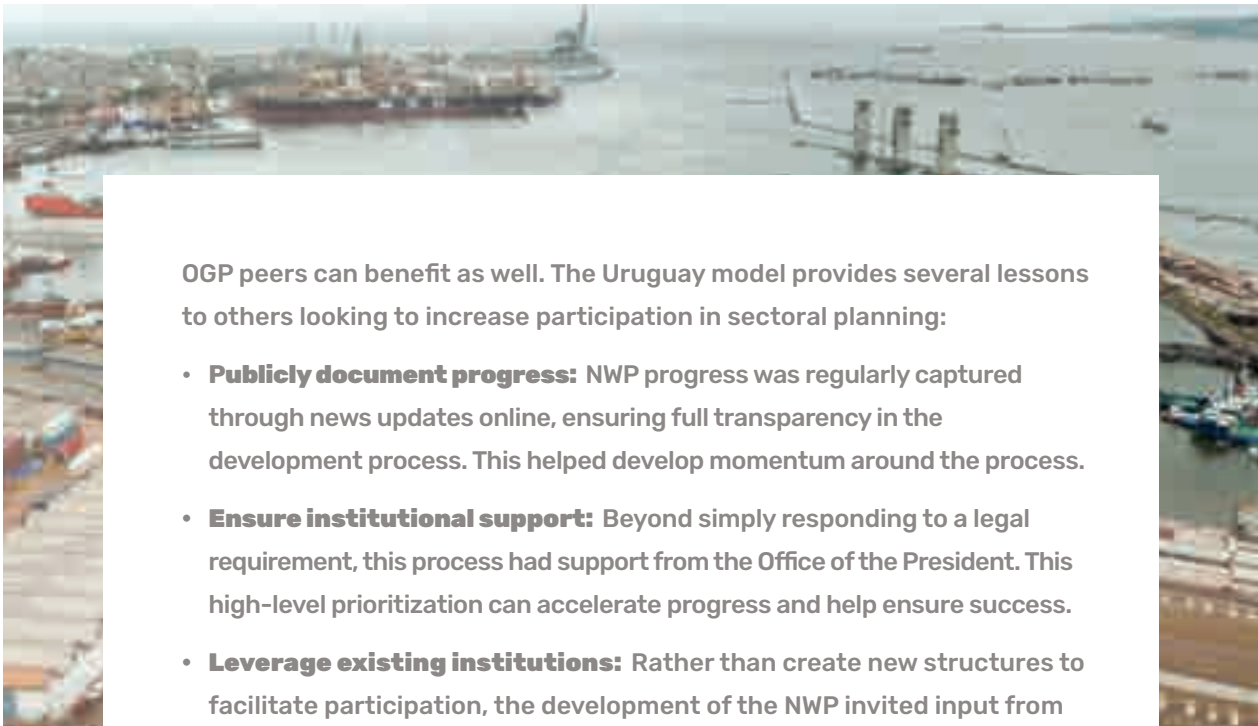 OGP peers can benefit as well. The Uruguay model provides several lessons
to others looking to increase participation in sectoral planning:
• Publicly document progress: NWP progress was regularly captured
through news updates online, ensuring full transparency in the
development process. This helped develop momentum around the process.
• Ensure institutional support: Beyond simply responding to a legal
requirement, this process had support from the Office of the President. This
high-level prioritization can accelerate progress and help ensure success.
• Leverage existing institutions: Rather than create new structures to
facilitate participation, the development of the NWP invited input from